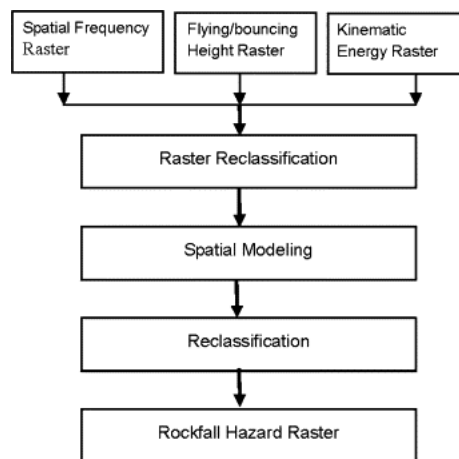 Spatial Frequency
Raster
Flying/bouncing
Height Raster
Kinematic
Energy Raster
Raster Reclassification
Spatial Modeling
Reclassification
Rockfall Hazard Raster